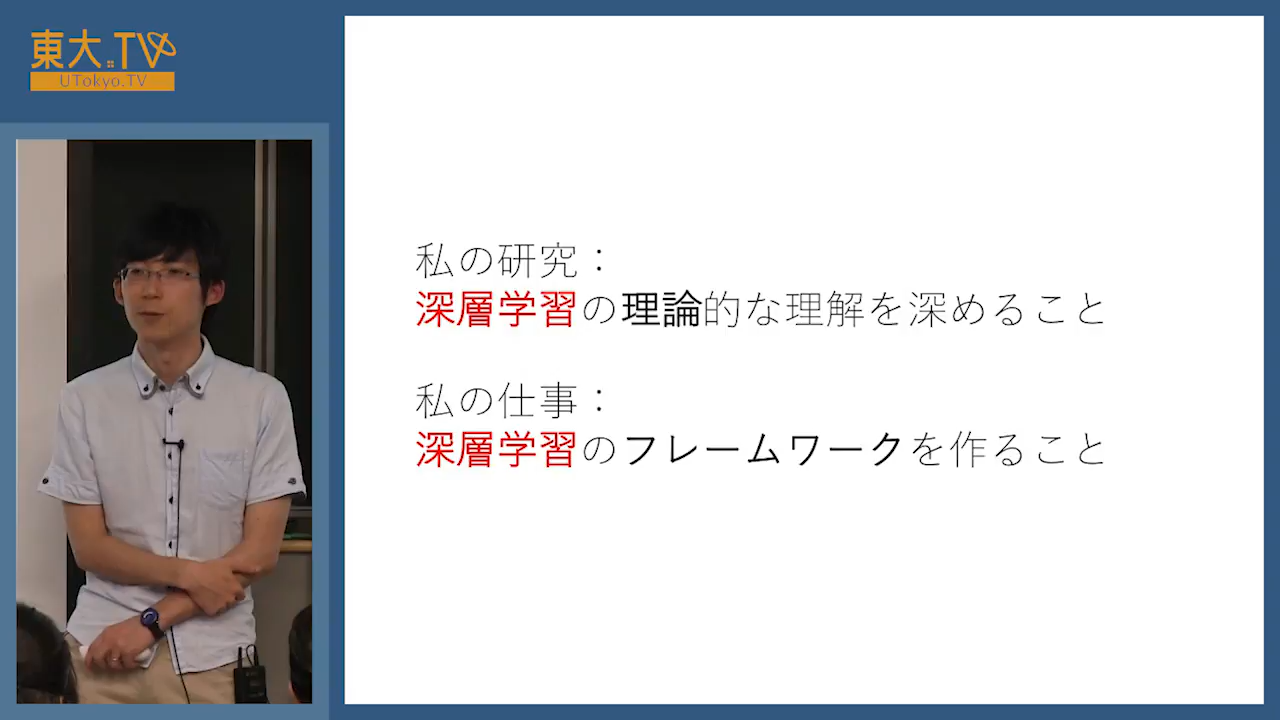 東大.TV
UTokyo.TV
私の研究：
深層学習の理論的な理解を深めること
私の仕事：
深層学習のフレームワークを作ること